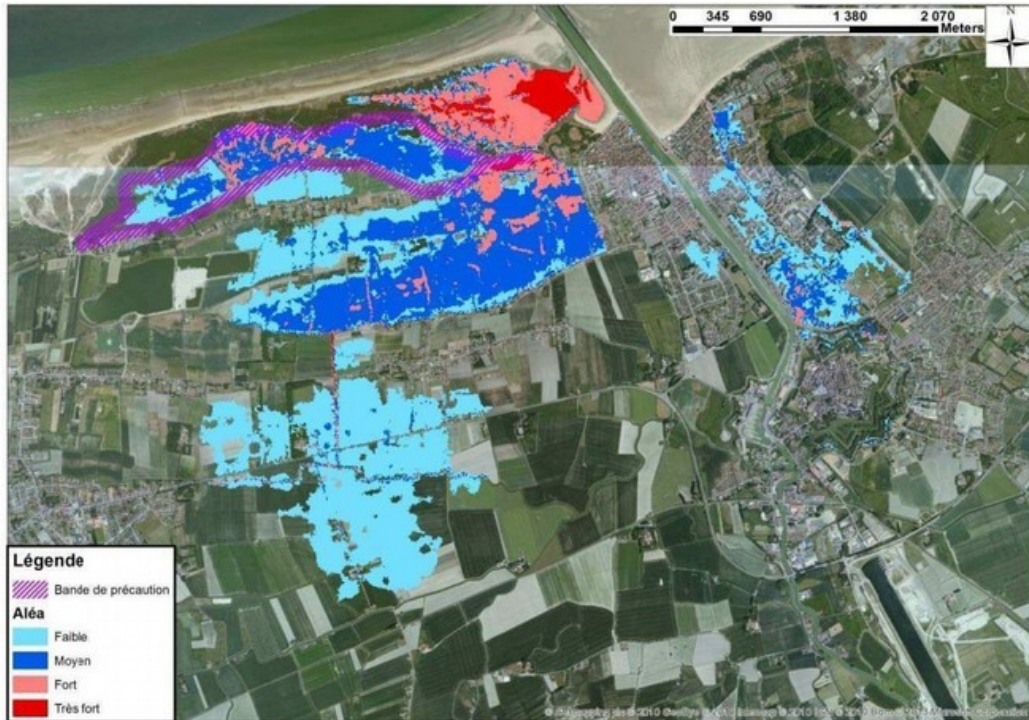 0 345 690 1 380 2 070
Meters
N
Légende
Bande de précaution
Aléa
Faible
Moyen
Fort
Très fort